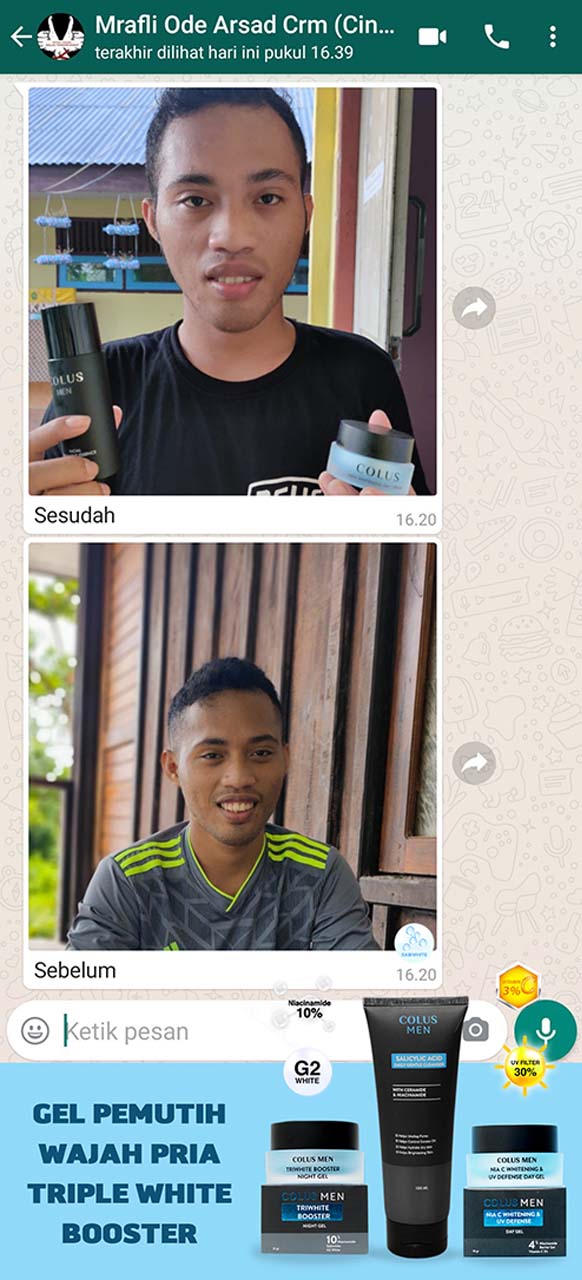 Mrafli Ode Arsad Crm (Cin...
terakhir dilihat hari ini pukul 16.39
COLUS
MEN
COLUS
Sesudah
16.20
Sebelum
16.20
Ketik pesan
Niacinamide
10%
3%
G2
WHITE
UV FILTER
30%
COLUS
MEN
SALICYLIC ACID
DAILY GENTLE CLEANSER
WITH CERAMIDE
& NIACINAMIDE
GEL PEMUTIH
WAJAH PRIA
TRIPLE WHITE
BOOSTER
COLUS MEN
TRIWHITE BOOSTER
NIGHT GEL
COLUS MEN
TRIWHITE
BOOSTER
NIGHT GEL
10%
COLUS MEN
NIA C WHITENING &
UV DEFENSE DAY GEL
COLUS MEN
NIA C WHITENING &
UV DEFENSE
DAY GEL
4%